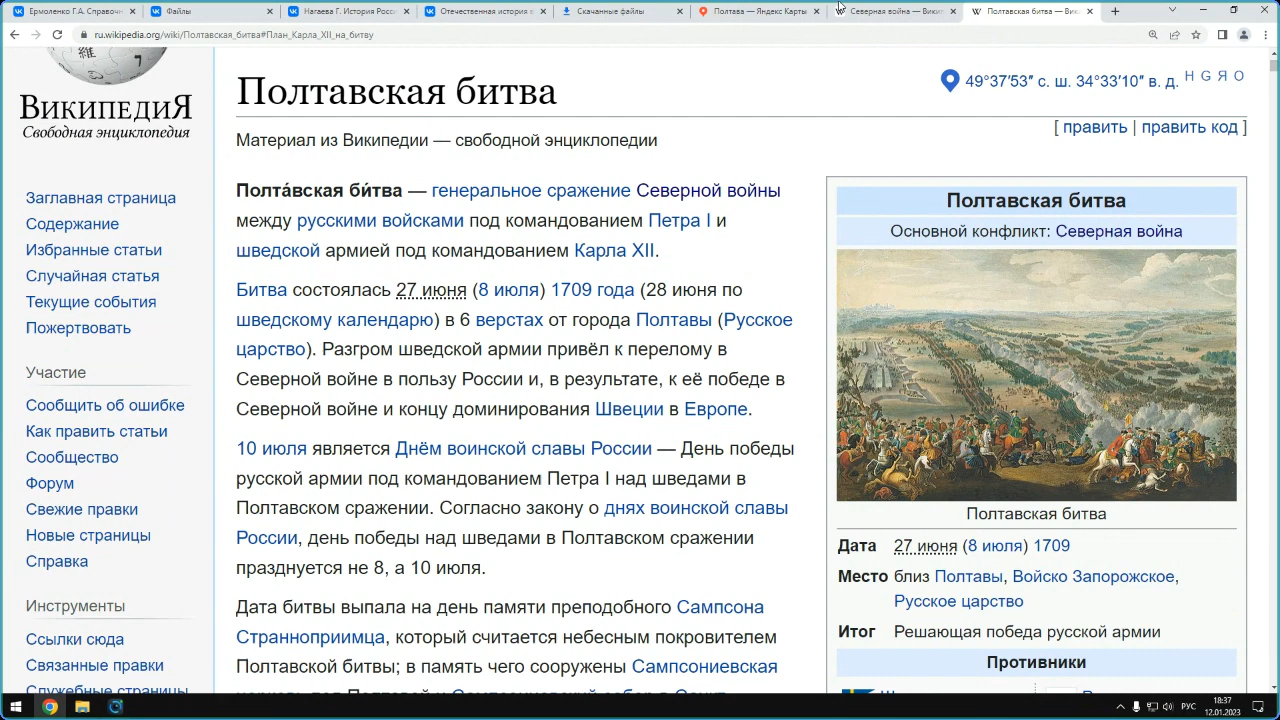 Ермоленко Г.А. Справочн
Файлы
Нагаева Г. История Росси
Отечественная история в
Скачанные файлы
Полтава — Яндекс Карты
Северная война — Викип
Полтавская битва — Вик
ru.wikipedia.org/wiki/Полтавская_битва#План_Карла_XII_на_битву
ВикипедиЯ
Свободная энциклопедия
Заглавная страница
Содержание
Избранные статьи
Случайная статья
Текущие события
Пожертвовать
Участие
Сообщить об ошибке
Как править статьи
Сообщество
Форум
Свежие правки
Новые страницы
Справка
Инструменты
Ссылки сюда
Связанные правки
Служебные страницы
Полтавская битва
49°37′53″ с. ш. 34°33′10″ в. д. H G Я O
[ править | править код ]
Материал из Википедии — свободной энциклопедии
Полта́вская би́тва — генеральное сражение Северной войны
между русскими войсками под командованием Петра I и
шведской армией под командованием Карла XII.
Битва состоялась 27 июня (8 июля) 1709 года (28 июня по
шведскому календарю) в 6 верстах от города Полтавы (Русское
царство). Разгром шведской армии привёл к перелому в
Северной войне в пользу России и, в результате, к её победе в
Северной войне и концу доминирования Швеции в Европе.
10 июля является Днём воинской славы России — День победы
русской армии под командованием Петра I над шведами в
Полтавском сражении. Согласно закону о днях воинской славы
России, день победы над шведами в Полтавском сражении
празднуется не 8, а 10 июля.
Дата битвы выпала на день памяти преподобного Сампсона
Странноприимца, который считается небесным покровителем
Полтавской битвы; в память чего сооружены Сампсониевская
Полтавская битва
Основной конфликт: Северная война
Полтавская битва
Дата 27 июня (8 июля) 1709
Место близ Полтавы, Войско Запорожское,
Русское царство
Итог Решающая победа русской армии
Противники
РУС
18:37
12.01.2023